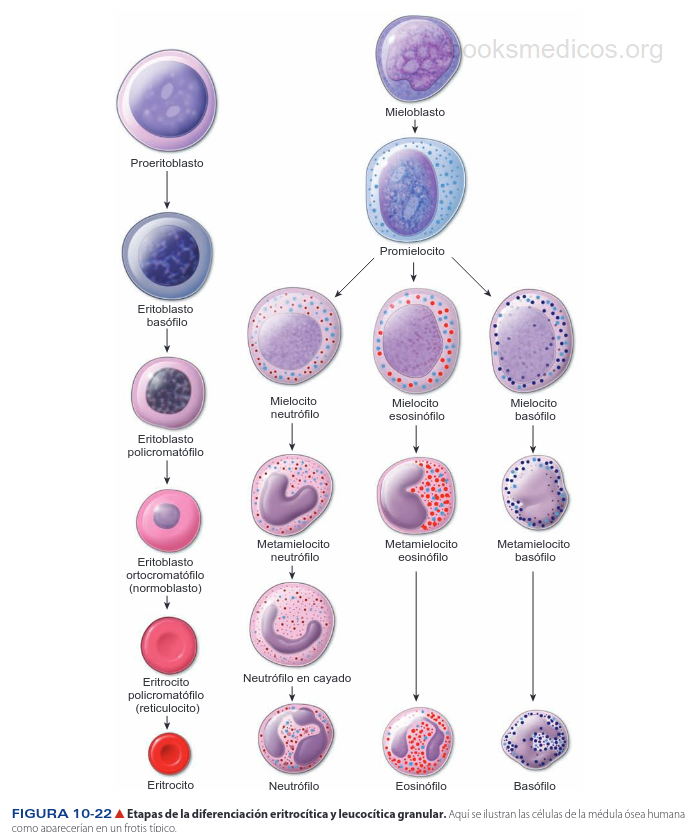 booksmedicos.org
Mieloblasto
Proeritoblasto
Promielocito
Eritoblasto
basófilo
Mielocito
neutrófilo
Mielocito
esosinófilo
Mielocito
basófilo
Eritoblasto
policromatófilo
Metamielocito
neutrófilo
Metamielocito
eosinófilo
Metamielocito
basófilo
Eritoblasto
ortocromatófilo
(normoblasto)
Neutrófilo en cayado
Eritrocito
policromatófilo
(reticulocito)
Eritrocito
Neutrófilo
Eosinófilo
Basófilo
FIGURA 10-22 ▲ Etapas de la diferenciación eritrocítica y leucocítica granular. Aquí se ilustran las células de la médula ósea humana
como aparecerían en un frotis típico.